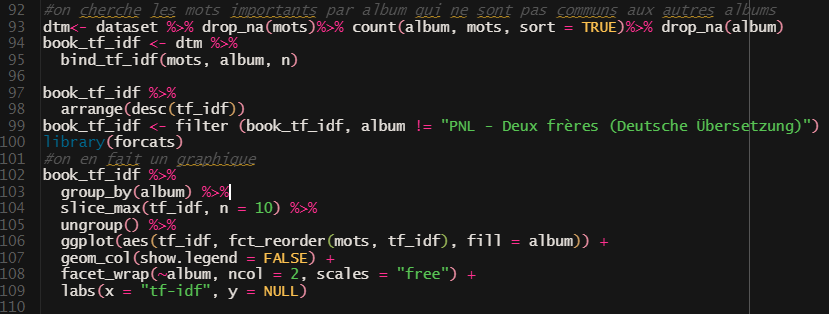 92 #on cherche les mots importants par album qui ne sont pas communs aux autres albums
93 dtm<- dataset %>% drop_na(mots)%>% count(album, mots, sort = TRUE)%>% drop_na(album)
94 book_tf_idf <- dtm %>%
95   bind_tf_idf(mots, album, n)
96
97 book_tf_idf %>%
98   arrange(desc(tf_idf))
99 book_tf_idf <- filter (book_tf_idf, album != "PNL - Deux frères (Deutsche Übersetzung)")
100 library(forcats)
101 #on en fait un graphique
102 book_tf_idf %>%
103   group_by(album) %>%
104   slice_max(tf_idf, n = 10) %>%
105   ungroup() %>%
106   ggplot(aes(tf_idf, fct_reorder(mots, tf_idf), fill = album)) +
107   geom_col(show.legend = FALSE) +
108   facet_wrap(~album, ncol = 2, scales = "free") +
109   labs(x = "tf-idf", y = NULL)
110